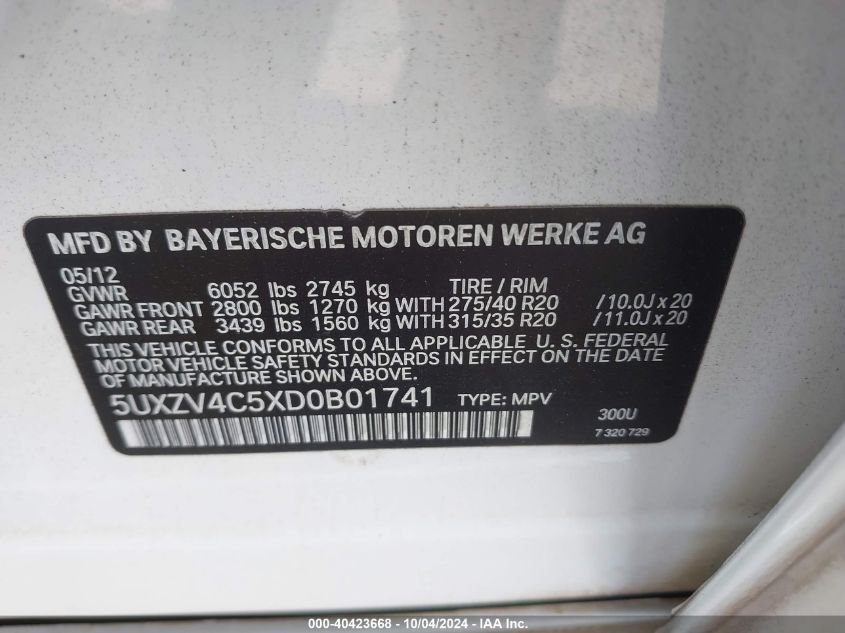 MFD BY BAYERISCHE MOTOREN WERKE AG
05/12
GVWR 6052 lbs 2745 kg TIRE / RIM
GAWR FRONT 2800 lbs 1270 kg WITH 275/40 R20 / 10.0J x 20
GAWR REAR 3439 lbs 1560 kg WITH 315/35 R20 / 11.0J x 20
THIS VEHICLE CONFORMS TO ALL APPLICABLE U. S. FEDERAL
MOTOR VEHICLE SAFETY STANDARDS IN EFFECT ON THE DATE
OF MANUFACTURE SHOWN ABOVE.
5UXZV4C5XD0B01741 TYPE: MPV
300U
7 320 729
000-40423668 - 10/04/2024 - IAA Inc.